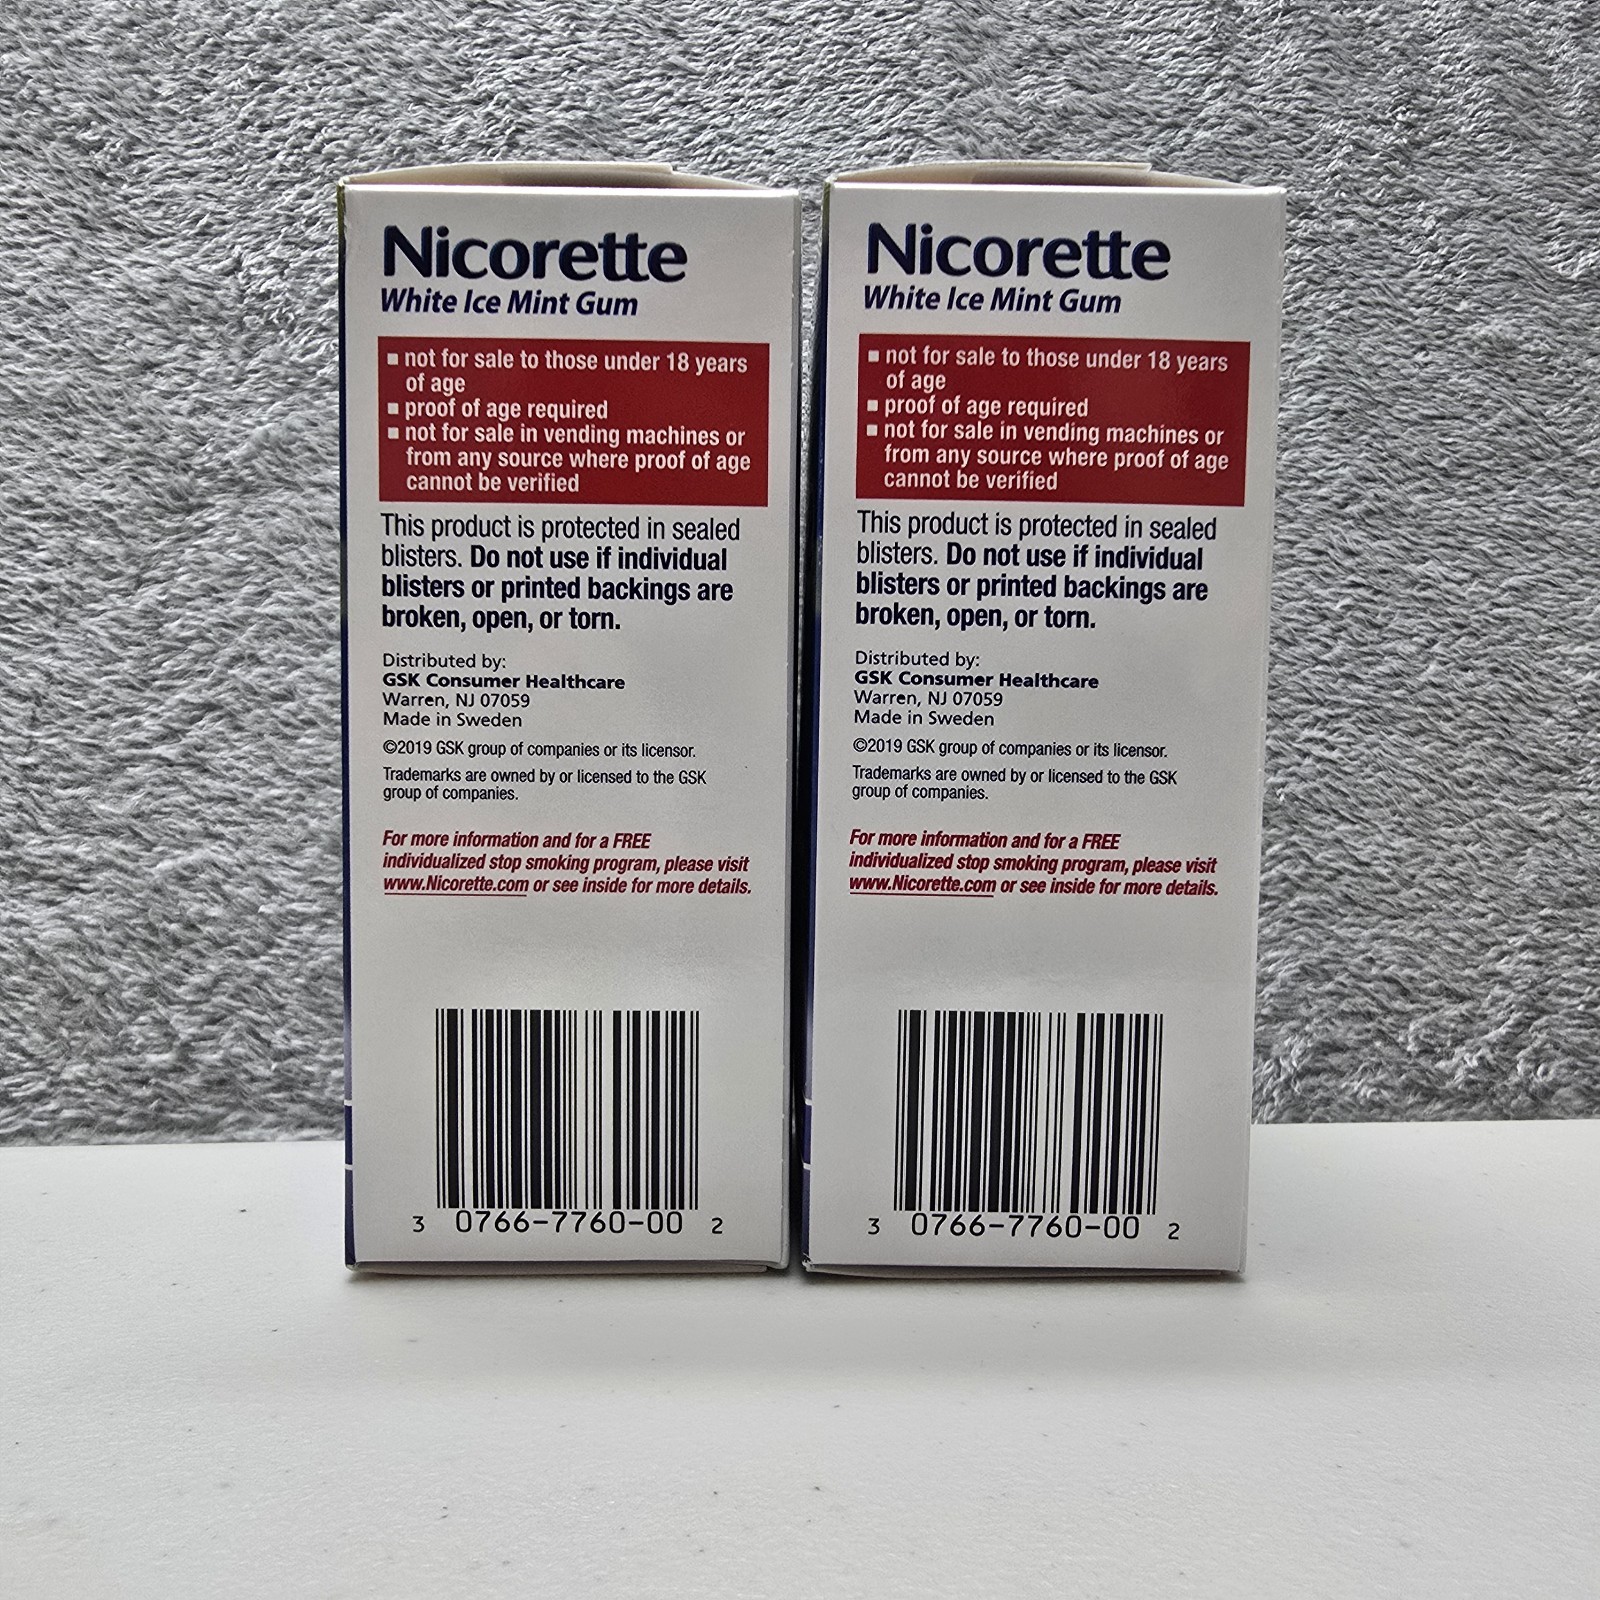 Nicorette
White Ice Mint Gum
▪ not for sale to those under 18 years
of age
▪ proof of age required
▪ not for sale in vending machines or
from any source where proof of age
cannot be verified
This product is protected in sealed
blisters. Do not use if individual
blisters or printed backings are
broken, open, or torn.
Distributed by:
GSK Consumer Healthcare
Warren, NJ 07059
Made in Sweden
©2019 GSK group of companies or its licensor.
Trademarks are owned by or licensed to the GSK
group of companies.
For more information and for a FREE
individualized stop smoking program, please visit
www.Nicorette.com or see inside for more details.
3 0766-7760-00 2
Nicorette
White Ice Mint Gum
▪ not for sale to those under 18 years
of age
▪ proof of age required
▪ not for sale in vending machines or
from any source where proof of age
cannot be verified
This product is protected in sealed
blisters. Do not use if individual
blisters or printed backings are
broken, open, or torn.
Distributed by:
GSK Consumer Healthcare
Warren, NJ 07059
Made in Sweden
©2019 GSK group of companies or its licensor.
Trademarks are owned by or licensed to the GSK
group of companies.
For more information and for a FREE
individualized stop smoking program, please visit
www.Nicorette.com or see inside for more details.
3 0766-7760-00 2